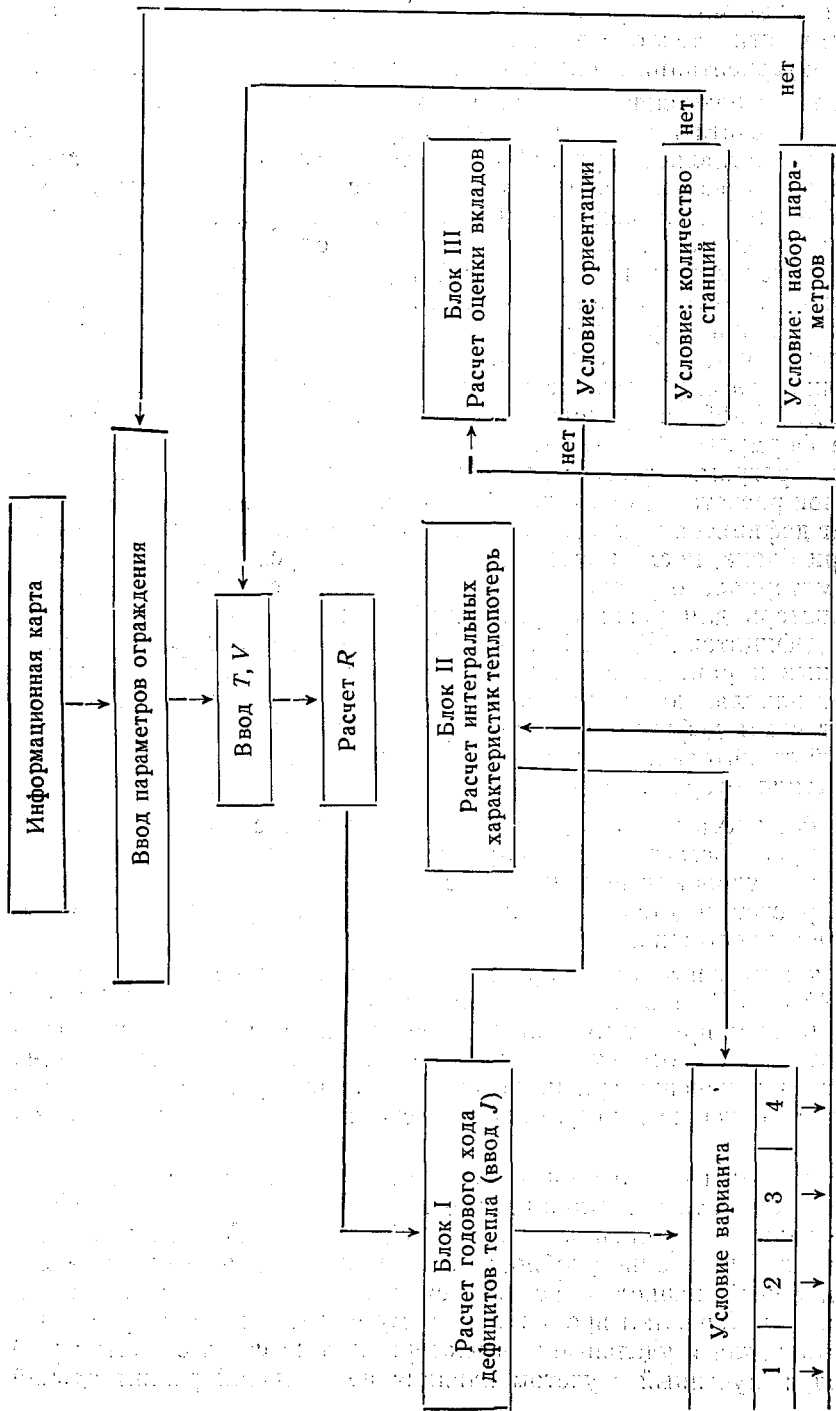 Информационная карта
Ввод параметров ограждения
Ввод T, V
Расчет R
Блок I
Расчет годового хода
дефицитов тепла (ввод J)
Блок II
Расчет интегральных
характеристик теплопотерь
Блок III
Расчет оценки вкладов
Условие варианта
1 2 3 4
нет
Условие: ориентации
Условие: количество
станций
нет
Условие: набор пара-
метров
нет